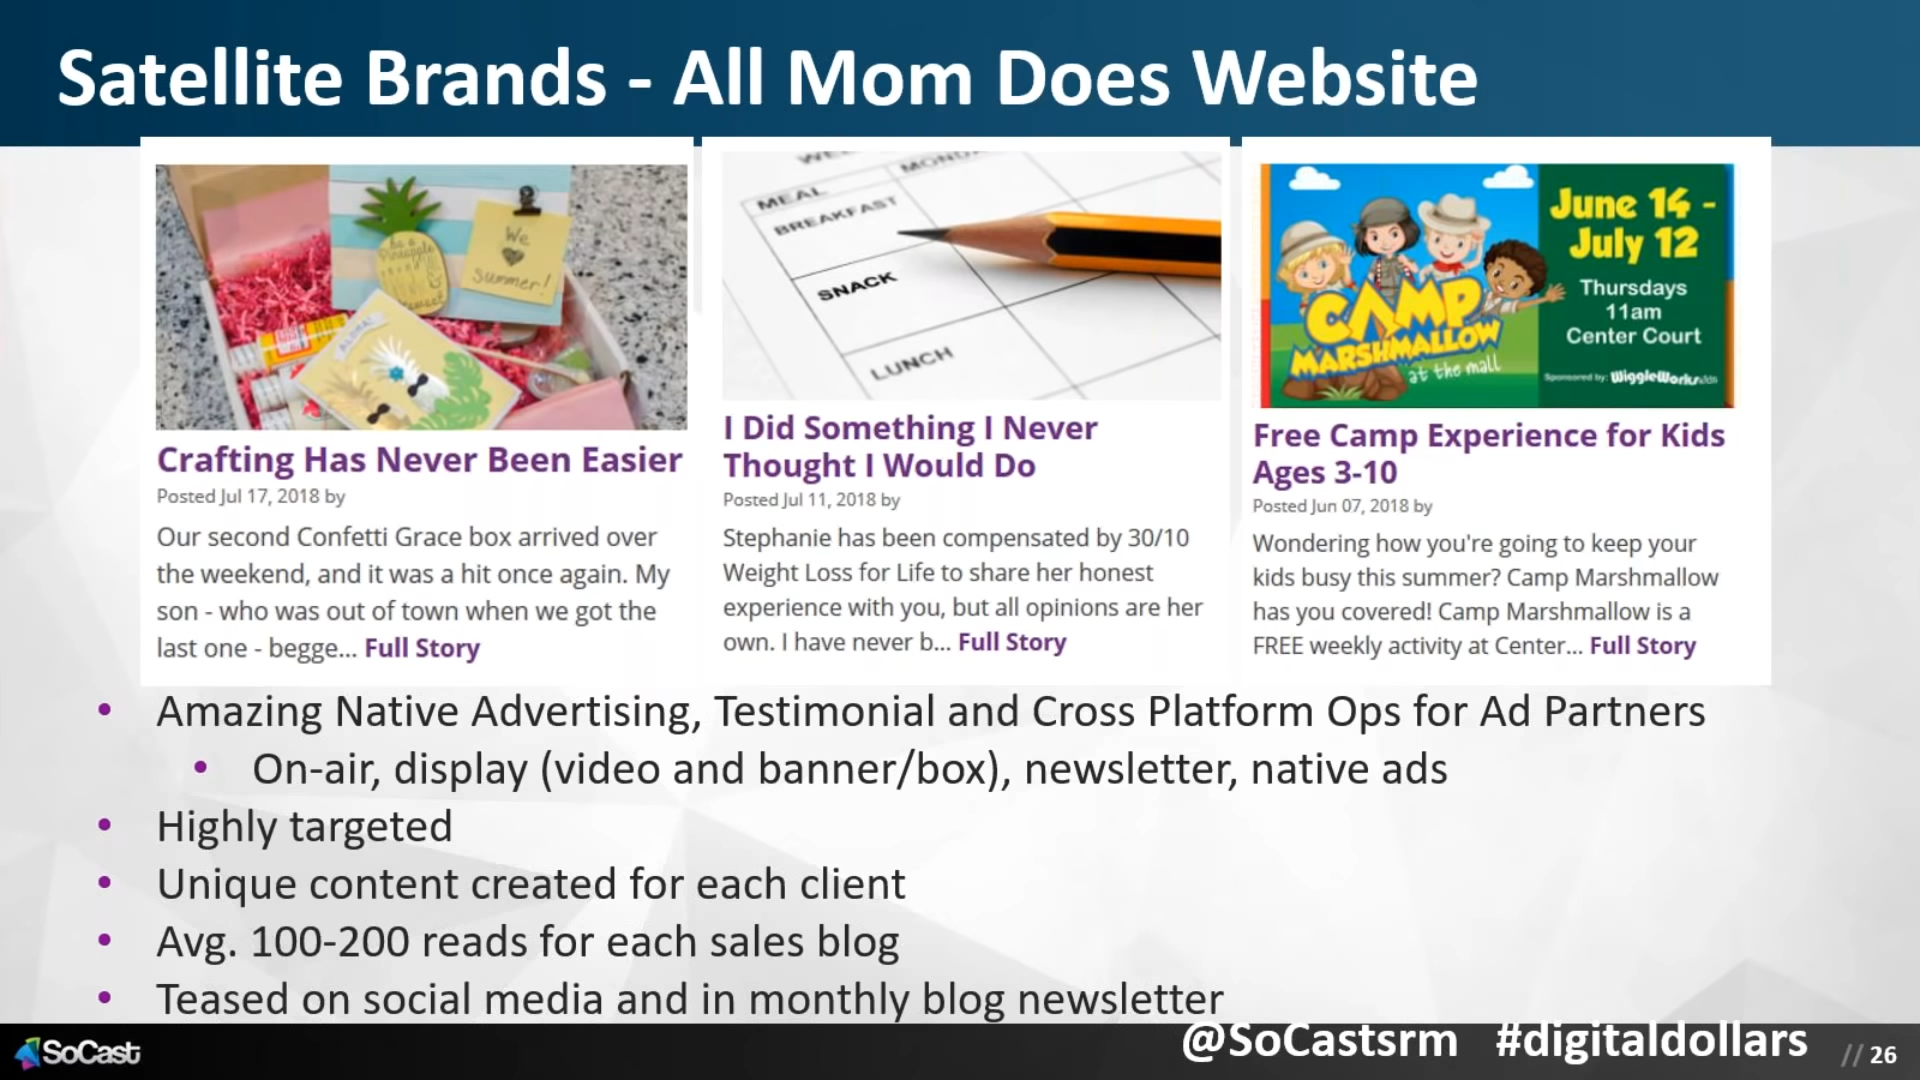 Satellite Brands - All Mom Does Website
We
Summer!
MEAL
MONDAY
BREAKFAST
SNACK
LUNCH
June 14 -
July 12
Thursdays
11am
Center Court
Sponsored by: WiggleWorks Kids
CAMP
MARSHMALLOW
at the mall
Crafting Has Never Been Easier
Posted Jul 17, 2018 by
Our second Confetti Grace box arrived over
the weekend, and it was a hit once again. My
son - who was out of town when we got the
last one - begge... Full Story
I Did Something I Never
Thought I Would Do
Posted Jul 11, 2018 by
Stephanie has been compensated by 30/10
Weight Loss for Life to share her honest
experience with you, but all opinions are her
own. I have never b... Full Story
Free Camp Experience for Kids
Ages 3-10
Posted Jun 07, 2018 by
Wondering how you're going to keep your
kids busy this summer? Camp Marshmallow
has you covered! Camp Marshmallow is a
FREE weekly activity at Center... Full Story
• Amazing Native Advertising, Testimonial and Cross Platform Ops for Ad Partners
• On-air, display (video and banner/box), newsletter, native ads
• Highly targeted
• Unique content created for each client
• Avg. 100-200 reads for each sales blog
• Teased on social media and in monthly blog newsletter
SoCast
@SoCastsrm #digitaldollars
// 26